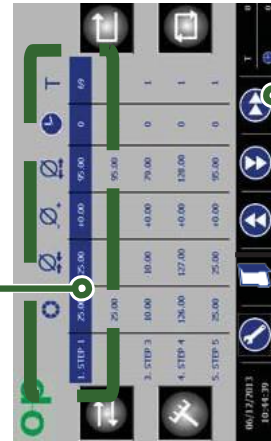 op
T
1. STEP 1 25.00 +0.00 95.00 0 69
25.00 95.00
3. STEP 3 10.00 10.00 +0.00 79.00 0 1
4. STEP 4 126.00 127.00 +0.00 128.00 0 1
5. STEP 5 25.00 25.00 +0.00 95.00 0 1
06/12/2013 T 0
10:44:39